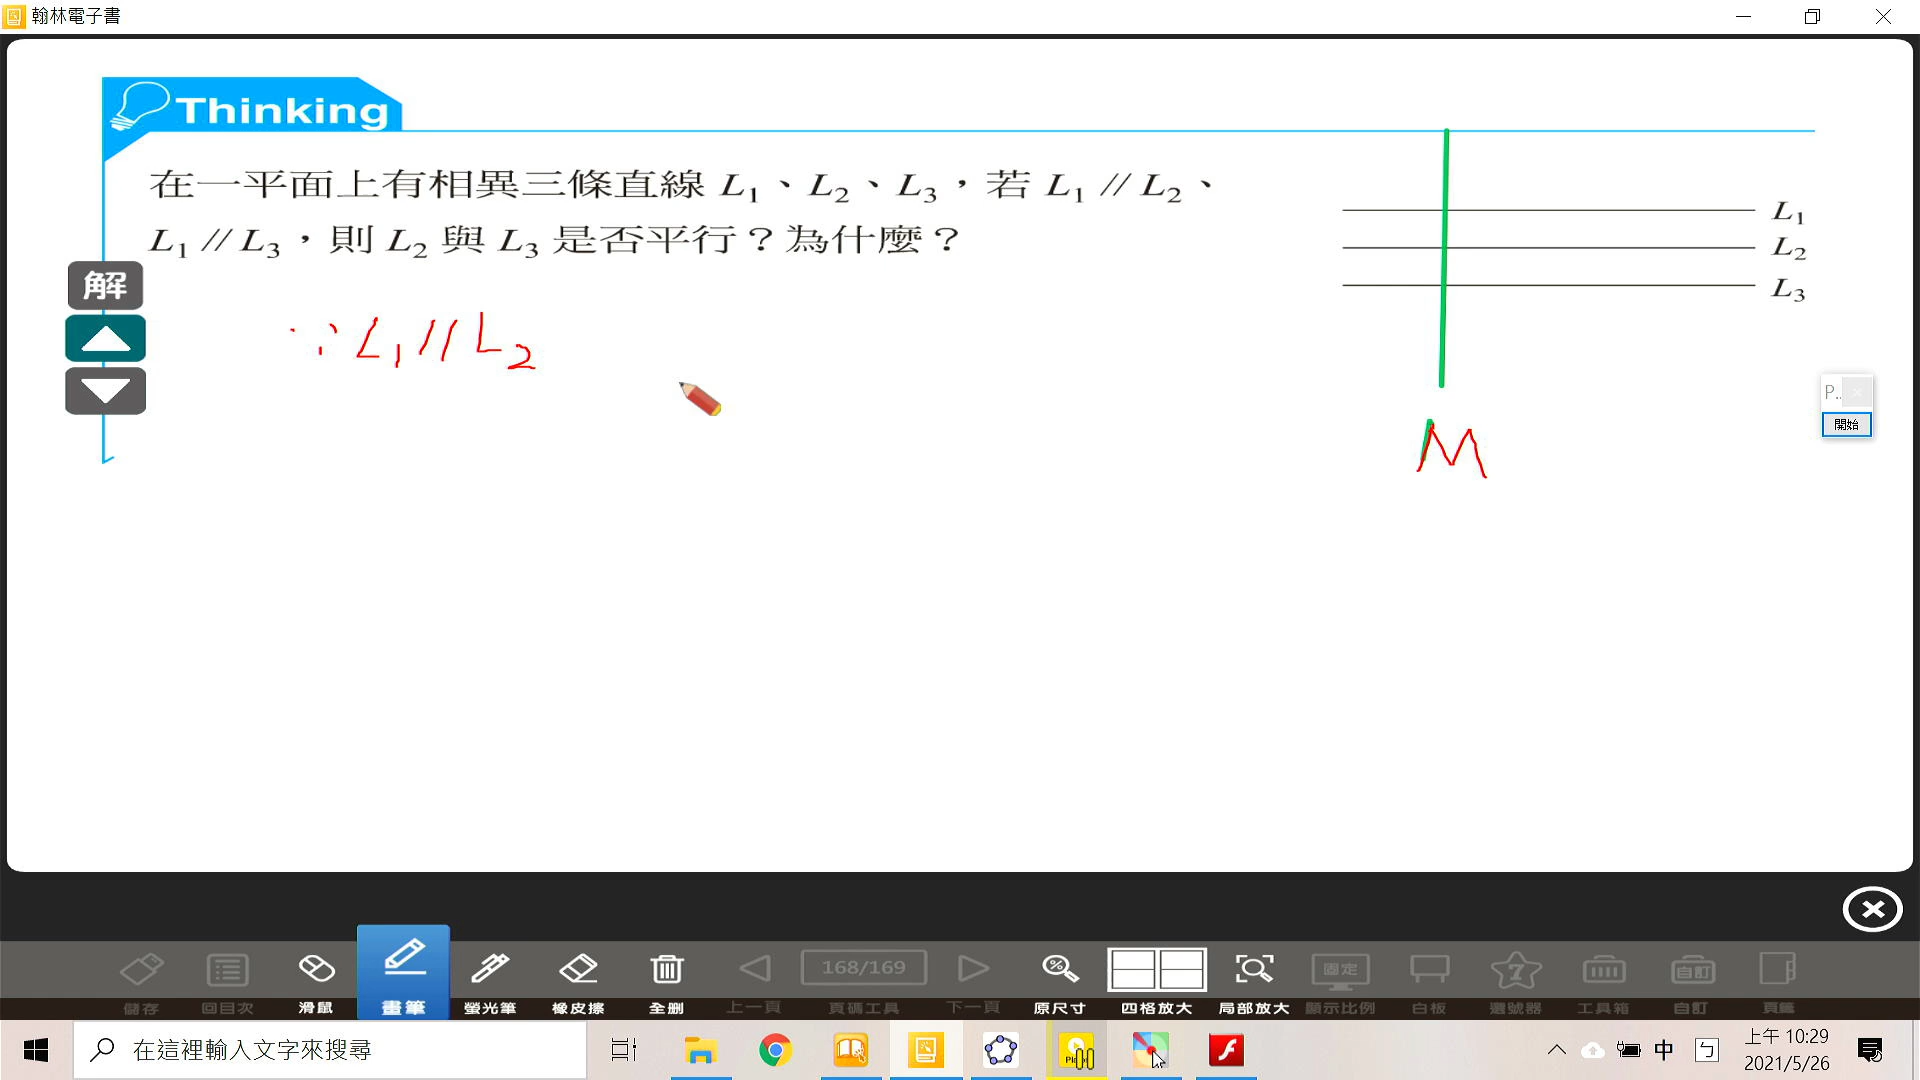 翰林電子書
Thinking
在一平面上有相異三條直線 L1、L2、L3，若 L1 // L2、
L1 // L3，則 L2 與 L3 是否平行？為什麼？
L1
L2
L3
解
∵ L1 // L2
M
P..
開始
168/169
固定
自訂
儲存 回目次 滑鼠 畫筆 螢光筆 橡皮擦 全刪 上一頁 頁碼工具 下一頁 原尺寸 四格放大 局部放大 顯示比例 白板 選號器 工具箱 自訂 頁籤
在這裡輸入文字來搜尋
中
ㄅ
上午 10:29
2021/5/26